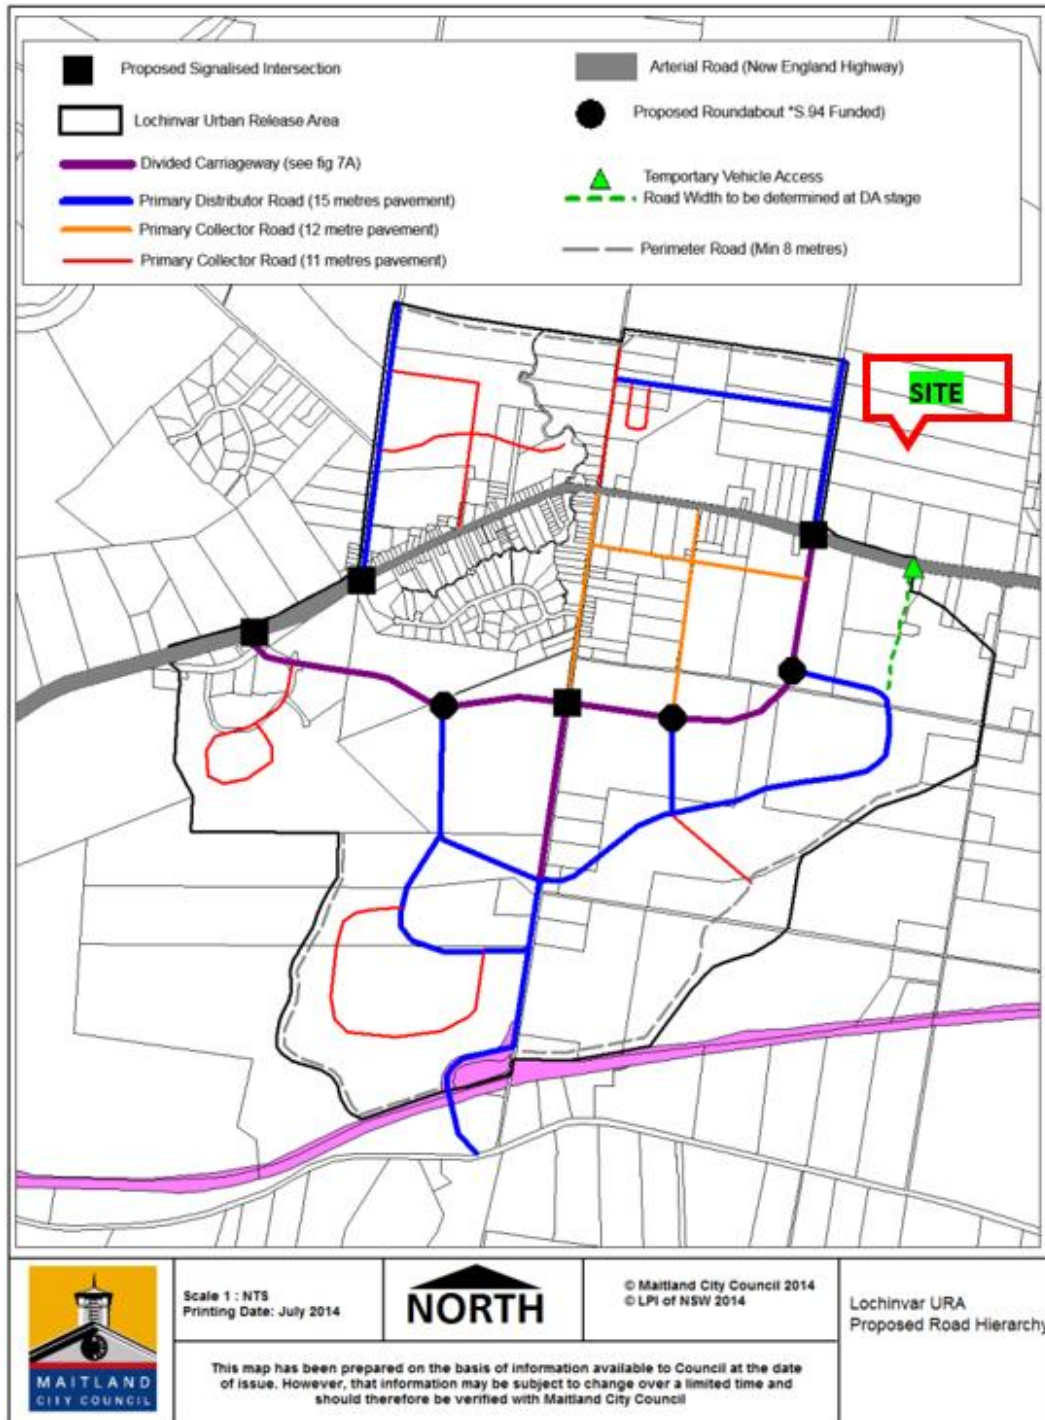 Proposed Signalised Intersection
Lochinvar Urban Release Area
Divided Carriageway (see fig 7A)
Primary Distributor Road (15 metres pavement)
Primary Collector Road (12 metre pavement)
Primary Collector Road (11 metres pavement)
Arterial Road (New England Highway)
Proposed Roundabout *S.94 Funded)
Temportary Vehicle Access
Road Width to be determined at DA stage
Perimeter Road (Min 8 metres)
SITE
MAITLAND
CITY COUNCIL
Scale 1 : NTS
Printing Date: July 2014
NORTH
© Maitland City Council 2014
© LPI of NSW 2014
Lochinvar URA
Proposed Road Hierarchy
This map has been prepared on the basis of information available to Council at the date
of issue. However, that information may be subject to change over a limited time and
should therefore be verified with Maitland City Council